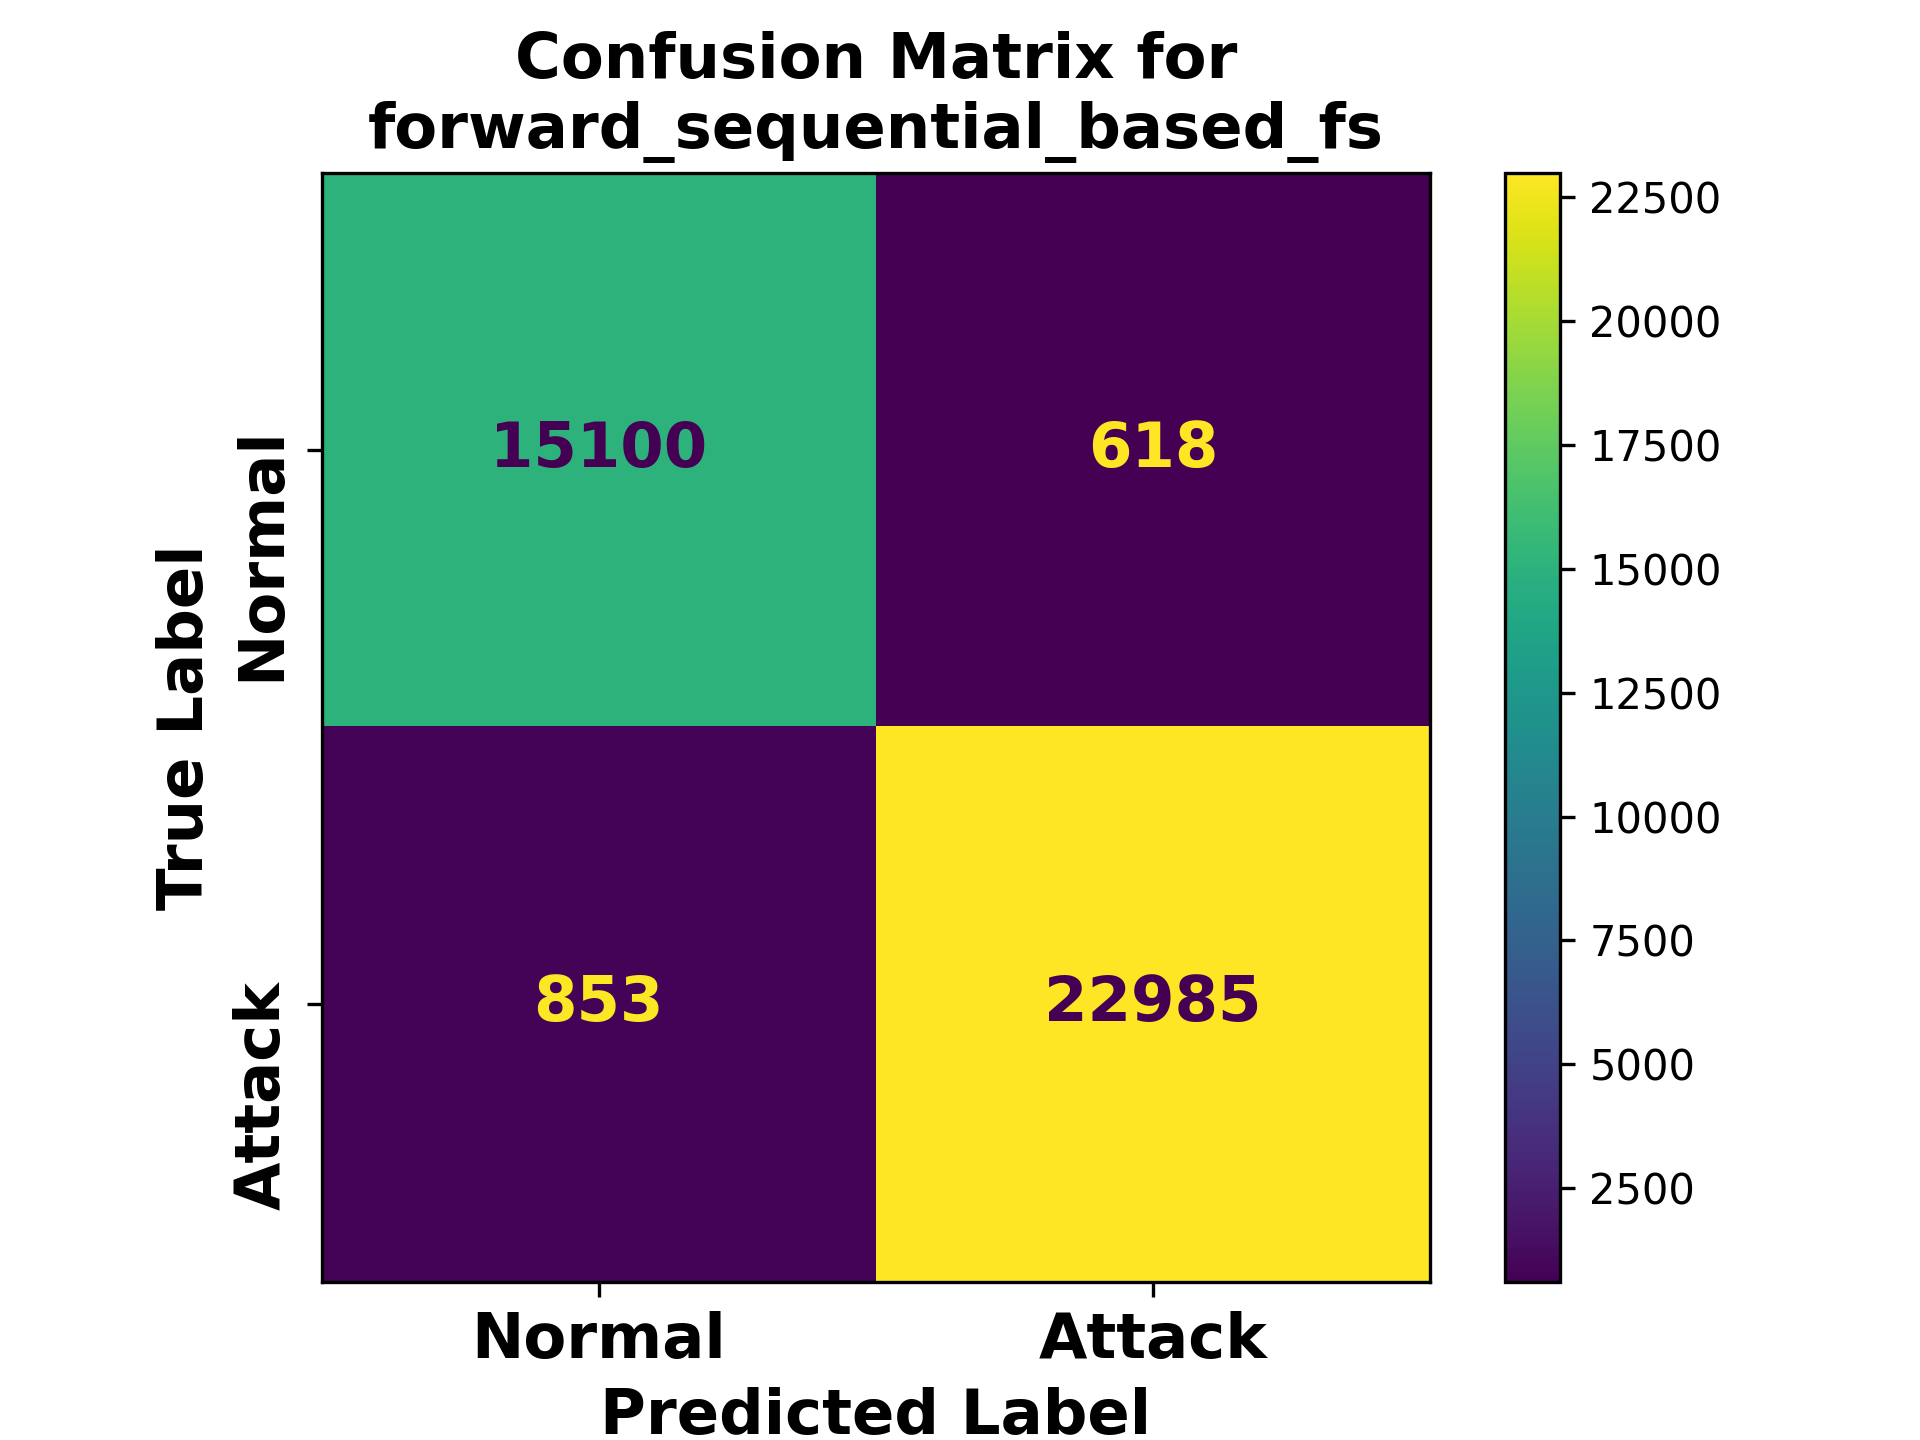 Confusion Matrix for
forward_sequential_based_fs
True Label
Normal
Attack
15100
618
853
22985
Normal
Attack
Predicted Label
22500
20000
17500
15000
12500
10000
7500
5000
2500